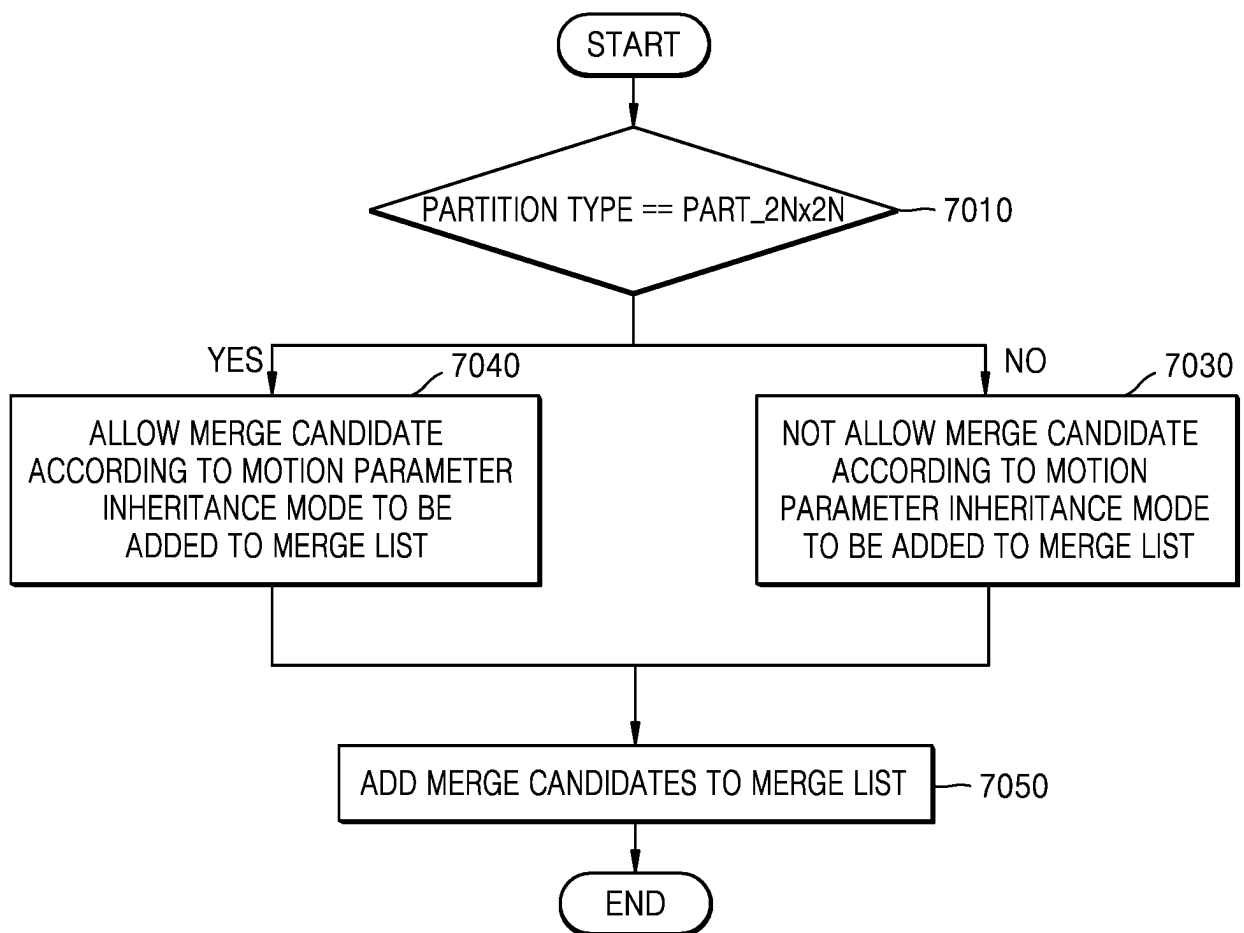 START
PARTITION TYPE == PART_2Nx2N
7010
YES
7040
NO
7030
ALLOW MERGE CANDIDATE
ACCORDING TO MOTION PARAMETER
INHERITANCE MODE TO BE
ADDED TO MERGE LIST
NOT ALLOW MERGE CANDIDATE
ACCORDING TO MOTION
PARAMETER INHERITANCE MODE
TO BE ADDED TO MERGE LIST
ADD MERGE CANDIDATES TO MERGE LIST
7050
END